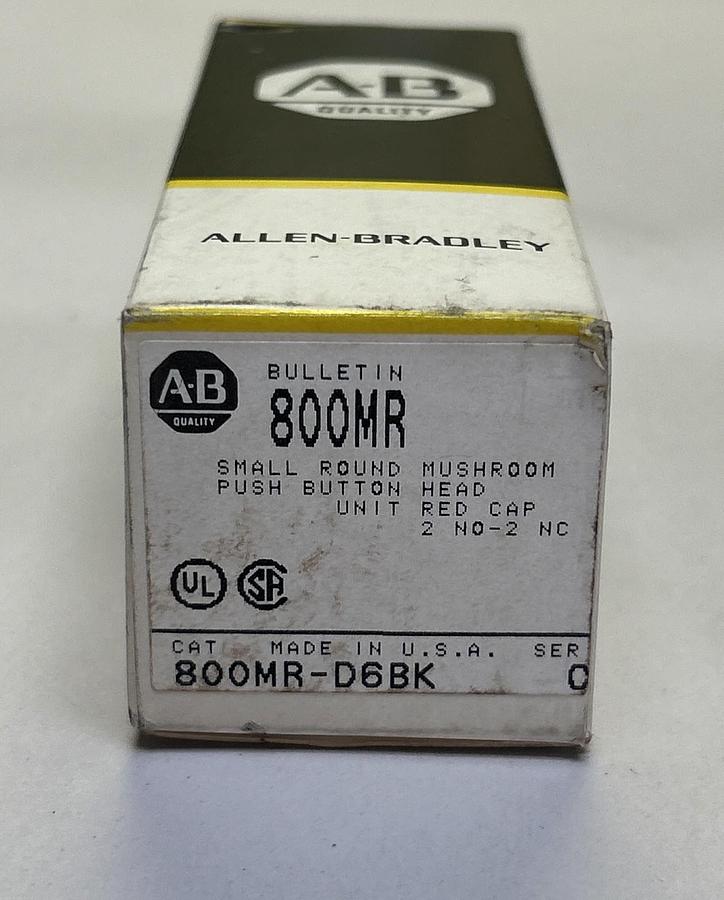 A-B
QUALITY
ALLEN-BRADLEY
A-B
QUALITY
BULLETIN
800MR
SMALL ROUND MUSHROOM
PUSH BUTTON HEAD
UNIT RED CAP
2 NO-2 NC
UL SA
CAT MADE IN U.S.A. SER
800MR-D6BK